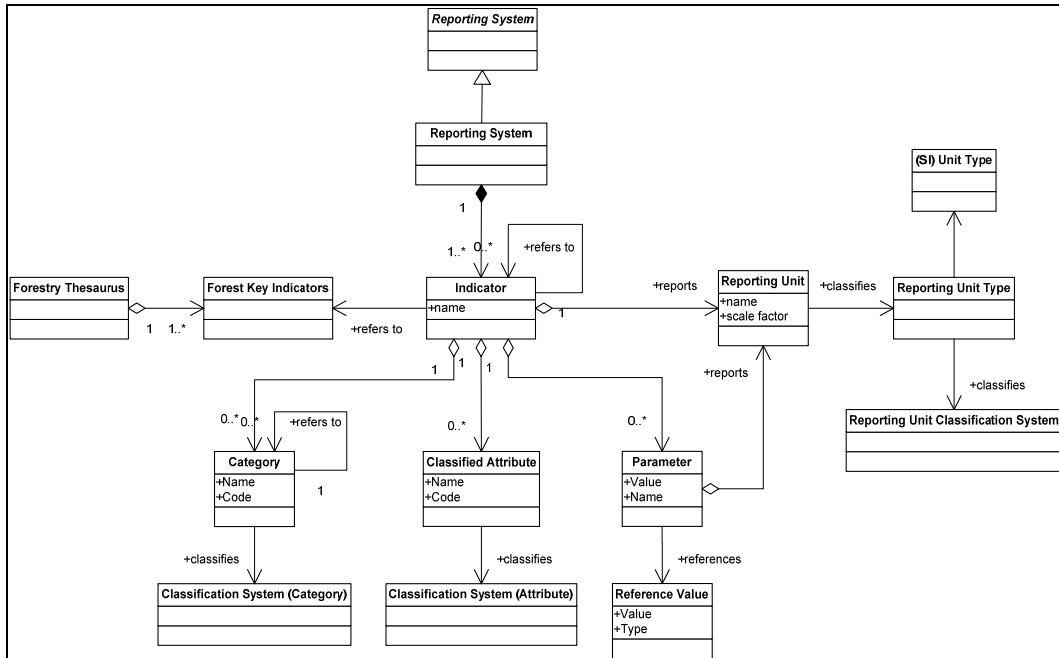 Reporting System
Reporting System
1
(SI) Unit Type
1..*
0..*
+refers to
Forestry Thesaurus
1
1..*
Forest Key Indicators
+refers to
Indicator
+name
1
+reports
Reporting Unit
+name
+scale factor
+classifies
Reporting Unit Type
+classifies
Reporting Unit Classification System
+reports
1
1
1
0..*
0..*
+refers to
0..*
0..*
Category
+Name
+Code
1
Classified Attribute
+Name
+Code
Parameter
+Value
+Name
+classifies
+classifies
+references
Classification System (Category)
Classification System (Attribute)
Reference Value
+Value
+Type